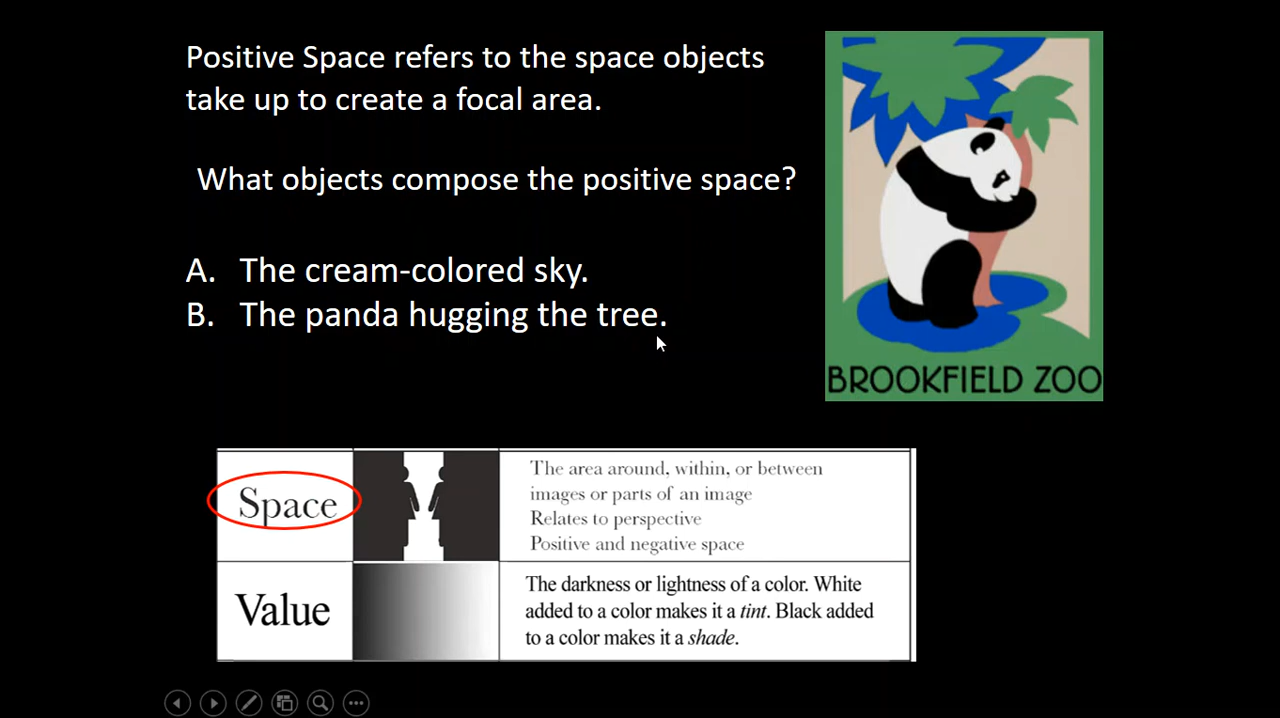 Positive Space refers to the space objects
take up to create a focal area.
What objects compose the positive space?
A. The cream-colored sky.
B. The panda hugging the tree.
BROOKFIELD ZOO
Space
The area around, within, or between
images or parts of an image
Relates to perspective
Positive and negative space
Value
The darkness or lightness of a color. White
added to a color makes it a tint. Black added
to a color makes it a shade.